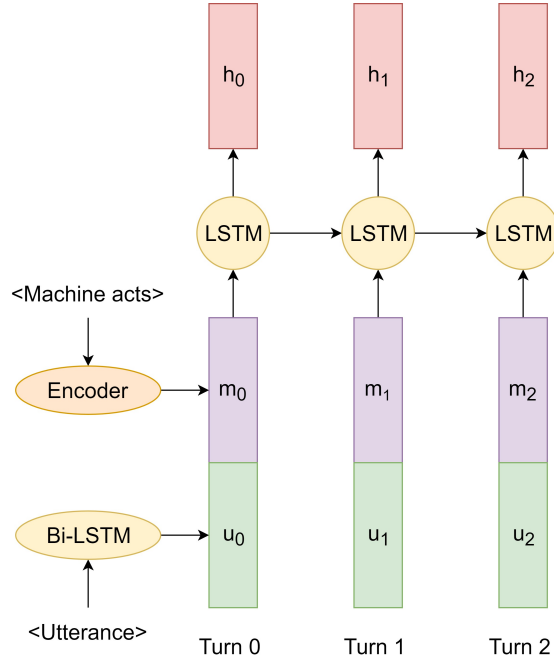 h0 h1 h2
LSTM LSTM LSTM
<Machine acts>
Encoder m0 m1 m2
Bi-LSTM u0 u1 u2
<Utterance>
Turn 0 Turn 1 Turn 2